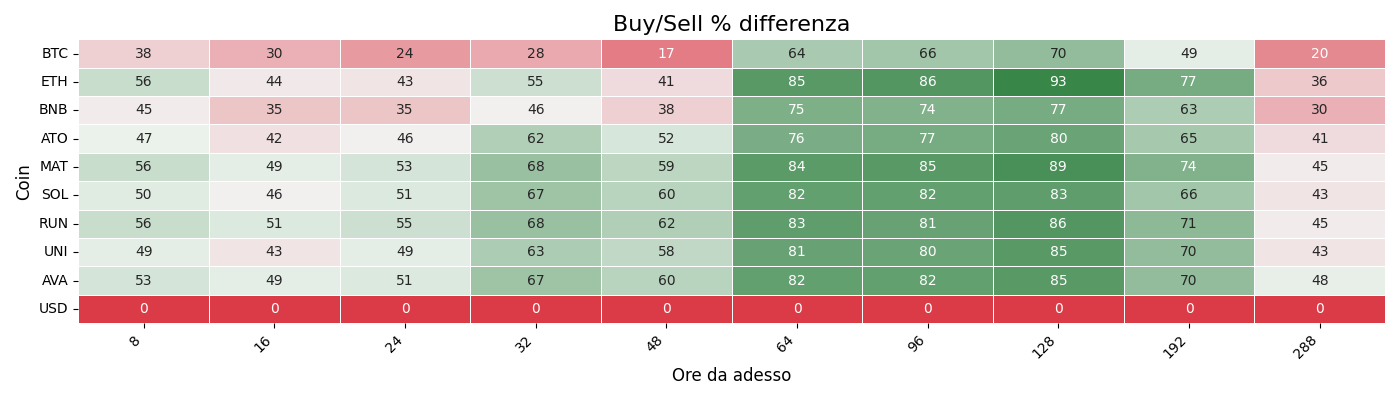 Buy/Sell % differenza
Coin
BTC 38 30 24 28 17 64 66 70 49 20
ETH 56 44 43 55 41 85 86 93 77 36
BNB 45 35 35 46 38 75 74 77 63 30
ATO 47 42 46 62 52 76 77 80 65 41
MAT 56 49 53 68 59 84 85 89 74 45
SOL 50 46 51 67 60 82 82 83 66 43
RUN 56 51 55 68 62 83 81 86 71 45
UNI 49 43 49 63 58 81 80 85 70 43
AVA 53 49 51 67 60 82 82 85 70 48
USD 0 0 0 0 0 0 0 0 0 0
8 16 24 32 48 64 96 128 192 288
Ore da adesso